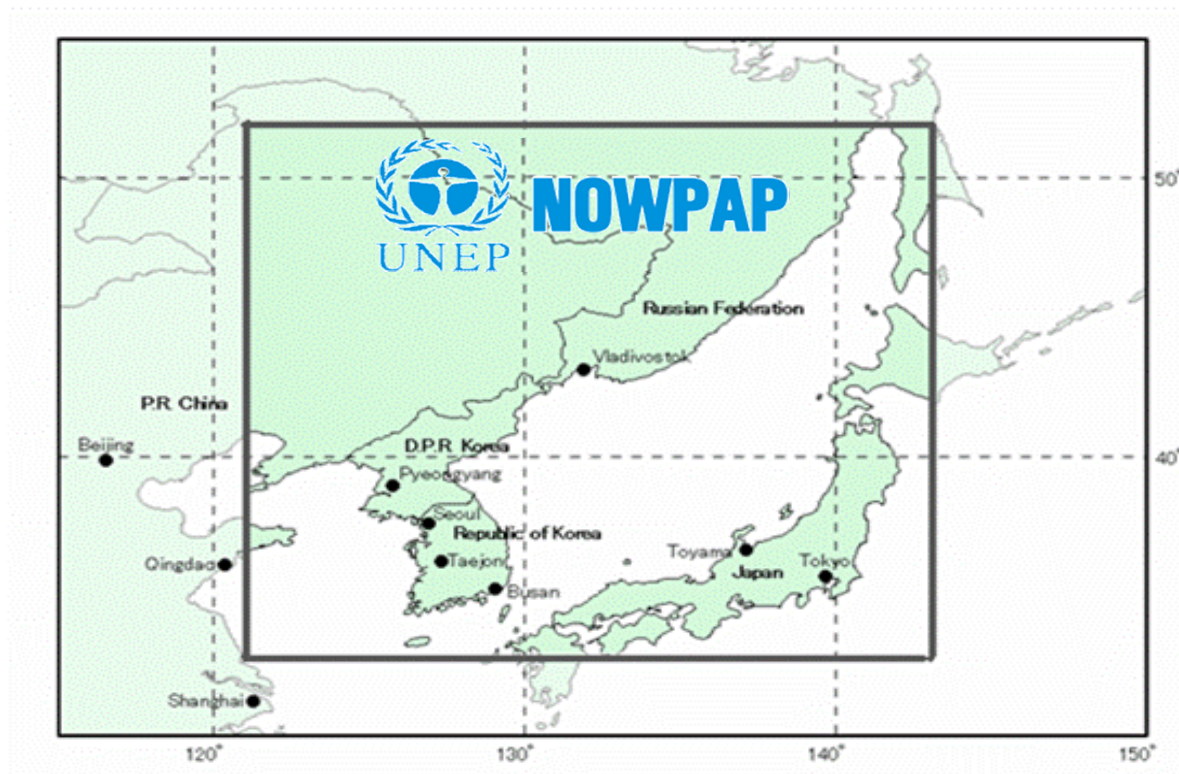 50°
UNEP
NOWPAP
Russian Federation
Vladivostok
P.R. China
Beijing
D.P.R. Korea
40°
Pyeongyang
Seoul
Republic of Korea
Qingdao
Taejon
Toyama
Tokyo
Japan
Busan
Shanghai
120°
130°
140°
150°